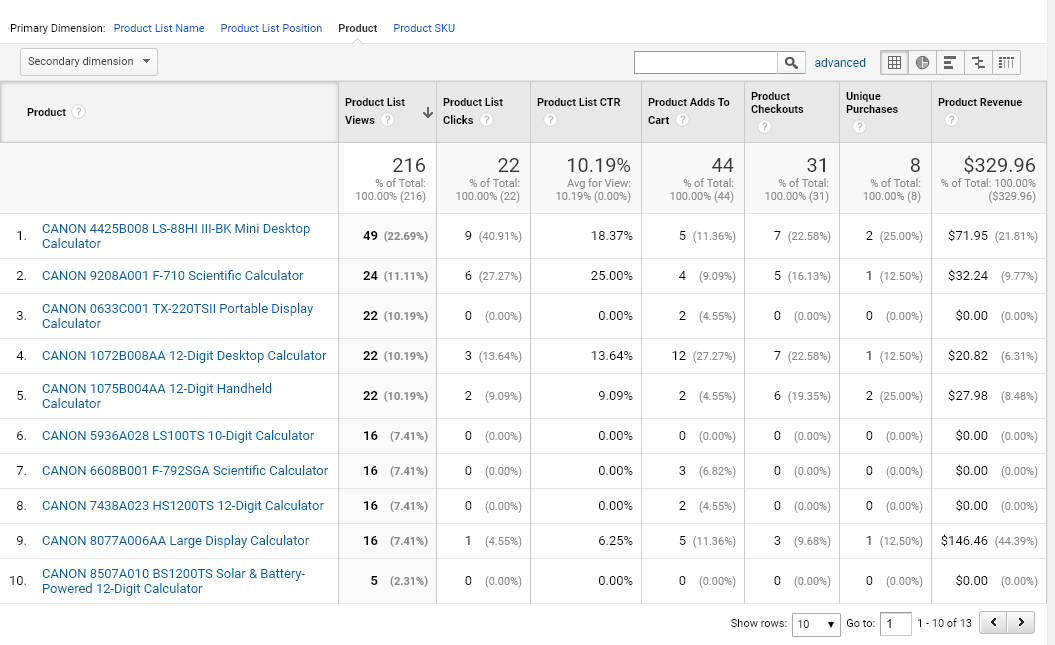 Primary Dimension: Product List Name Product List Position Product Product SKU
Secondary dimension advanced
Product ? Product List Views ? Product List Clicks ? Product List CTR ? Product Adds To Cart ? Product Checkouts ? Unique Purchases ? Product Revenue ?
216 22 10.19% 44 31 8 $329.96
% of Total: % of Total: Avg for View: % of Total: % of Total: % of Total: % of Total: 100.00%
100.00% (216) 100.00% (22) 10.19% (0.00%) 100.00% (44) 100.00% (31) 100.00% (8) ($329.96)
1. CANON 4425B008 LS-88HI III-BK Mini Desktop
Calculator 49 (22.69%) 9 (40.91%) 18.37% 5 (11.36%) 7 (22.58%) 2 (25.00%) $71.95 (21.81%)
2. CANON 9208A001 F-710 Scientific Calculator 24 (11.11%) 6 (27.27%) 25.00% 4 (9.09%) 5 (16.13%) 1 (12.50%) $32.24 (9.77%)
3. CANON 0633C001 TX-220TSII Portable Display
Calculator 22 (10.19%) 0 (0.00%) 0.00% 2 (4.55%) 0 (0.00%) 0 (0.00%) $0.00 (0.00%)
4. CANON 1072B008AA 12-Digit Desktop Calculator 22 (10.19%) 3 (13.64%) 13.64% 12 (27.27%) 7 (22.58%) 1 (12.50%) $20.82 (6.31%)
5. CANON 1075B004AA 12-Digit Handheld
Calculator 22 (10.19%) 2 (9.09%) 9.09% 2 (4.55%) 6 (19.35%) 2 (25.00%) $27.98 (8.48%)
6. CANON 5936A028 LS100TS 10-Digit Calculator 16 (7.41%) 0 (0.00%) 0.00% 0 (0.00%) 0 (0.00%) 0 (0.00%) $0.00 (0.00%)
7. CANON 6608B001 F-792SGA Scientific Calculator 16 (7.41%) 0 (0.00%) 0.00% 3 (6.82%) 0 (0.00%) 0 (0.00%) $0.00 (0.00%)
8. CANON 7438A023 HS1200TS 12-Digit Calculator 16 (7.41%) 0 (0.00%) 0.00% 2 (4.55%) 0 (0.00%) 0 (0.00%) $0.00 (0.00%)
9. CANON 8077A006AA Large Display Calculator 16 (7.41%) 1 (4.55%) 6.25% 5 (11.36%) 3 (9.68%) 1 (12.50%) $146.46 (44.39%)
10. CANON 8507A010 BS1200TS Solar & Battery-
Powered 12-Digit Calculator 5 (2.31%) 0 (0.00%) 0.00% 0 (0.00%) 0 (0.00%) 0 (0.00%) $0.00 (0.00%)
Show rows: 10 Go to: 1 1 - 10 of 13